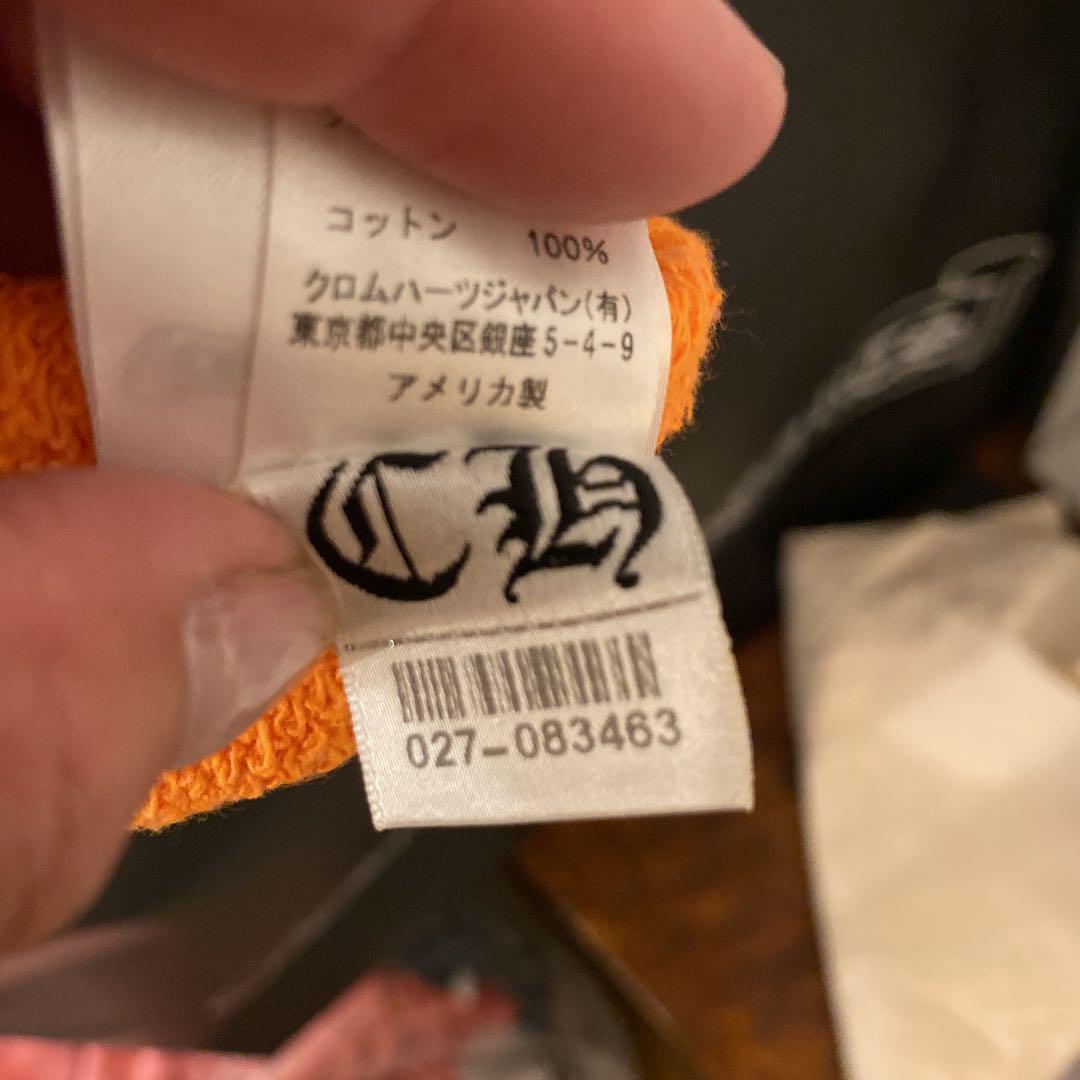 コットン 100%
クロムハーツジャパン(有)
東京都中央区銀座5-4-9
アメリカ製
CH
027-083463